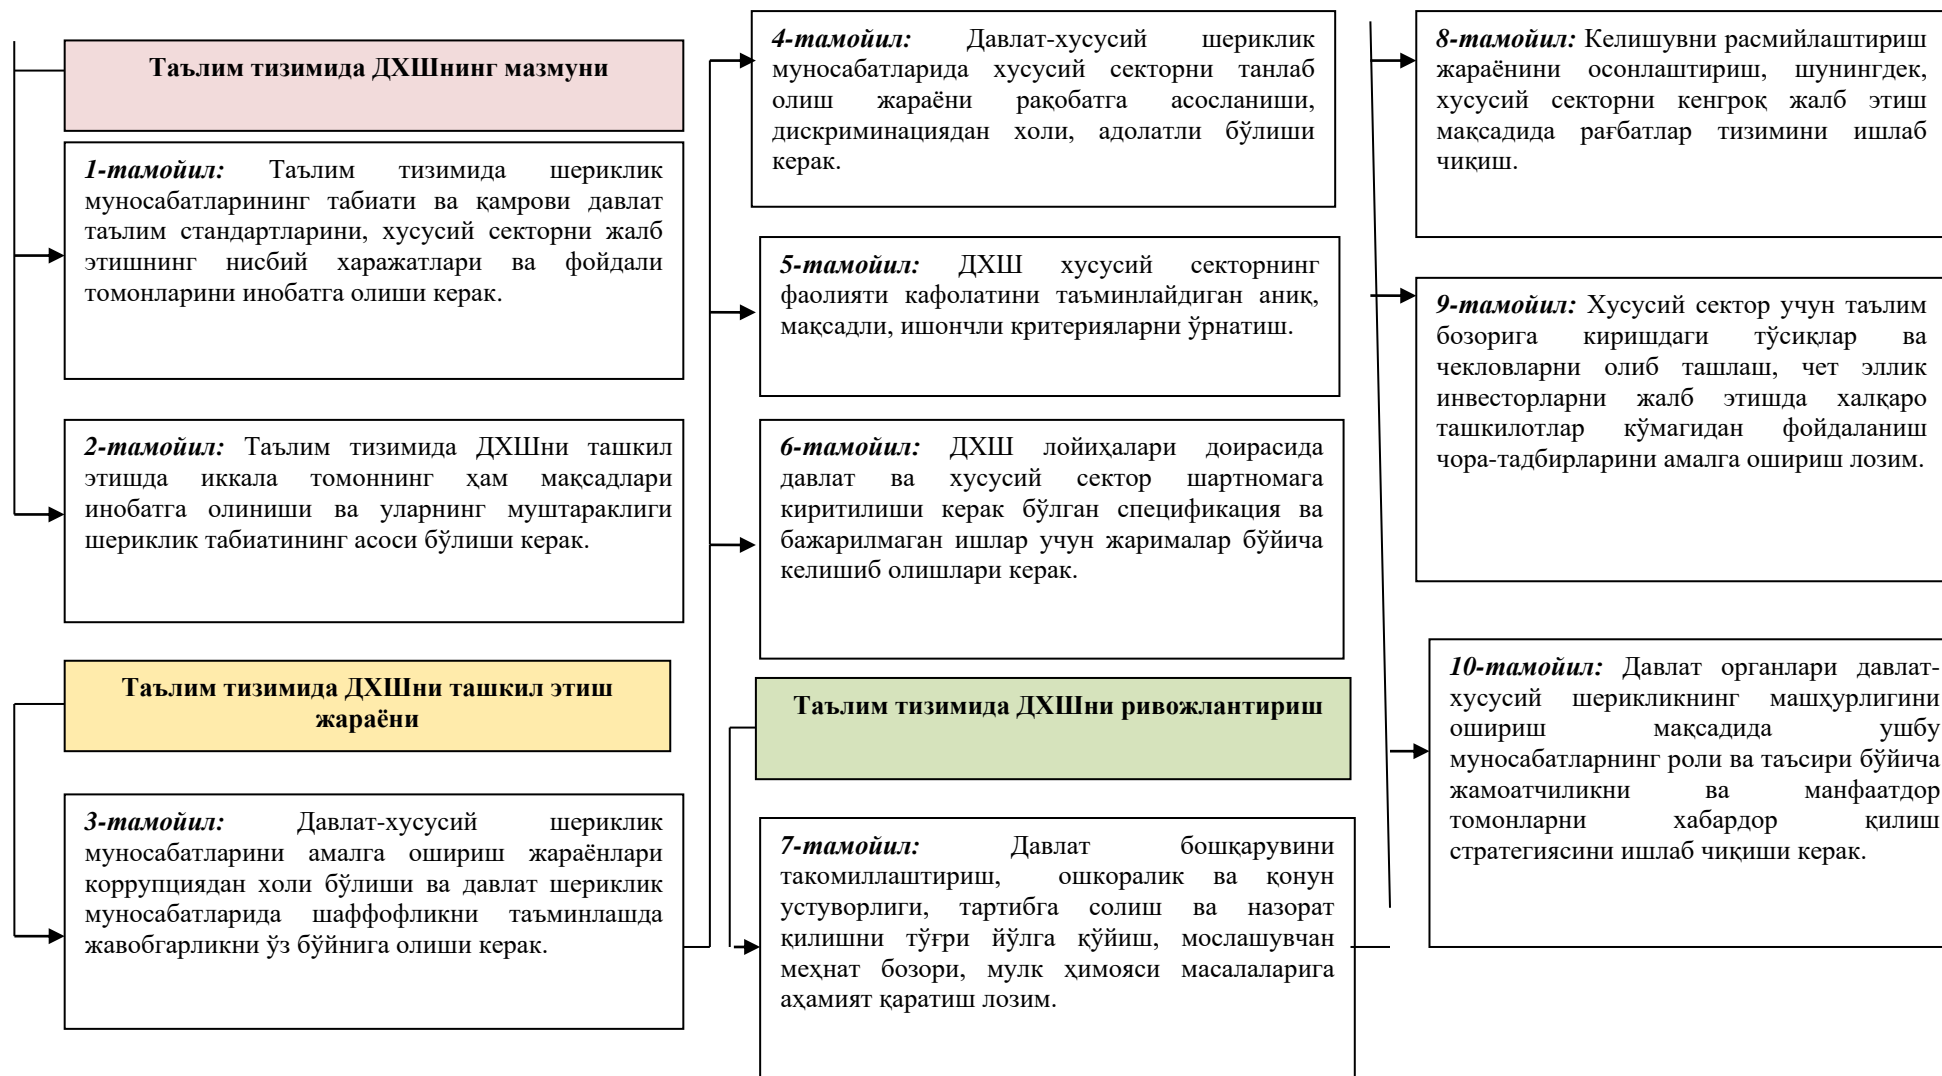 Таълим тизимида ДХШнинг мазмуни
1-тамойил: Таълим тизимида шериклик
муносабатларининг табиати ва қамрови давлат
таълим стандартларини, хусусий секторни жалб
этишнинг нисбий харажатлари ва фойдали
томонларини инобатга олиши керак.
2-тамойил: Таълим тизимида ДХШни ташкил
этишда иккала томоннинг ҳам мақсадлари
инобатга олиниши ва уларнинг муштараклиги
шериклик табиатининг асоси бўлиши керак.
Таълим тизимида ДХШни ташкил этиш
жараёни
3-тамойил: Давлат-хусусий шериклик
муносабатларини амалга ошириш жараёнлари
коррупциядан холи бўлиши ва давлат шериклик
муносабатларида шаффофликни таъминлашда
жавобгарликни ўз бўйнига олиши керак.
4-тамойил: Давлат-хусусий шериклик
муносабатларида хусусий секторни танлаб
олиш жараёни рақобатга асосланиши,
дискриминациядан холи, адолатли бўлиши
керак.
5-тамойил: ДХШ хусусий секторнинг
фаолияти кафолатини таъминлайдиган аниқ,
мақсадли, ишончли критерияларни ўрнатиш.
6-тамойил: ДХШ лойиҳалари доирасида
давлат ва хусусий сектор шартномага
киритилиши керак бўлган спецификация ва
бажарилмаган ишлар учун жарималар бўйича
келишиб олишлари керак.
Таълим тизимида ДХШни ривожлантириш
7-тамойил: Давлат бошқарувини
такомиллаштириш, ошкоралик ва қонун
устуворлиги, тартибга солиш ва назорат
қилишни тўғри йўлга қўйиш, мослашувчан
меҳнат бозори, мулк ҳимояси масалаларига
аҳамият қаратиш лозим.
8-тамойил: Келишувни расмийлаштириш
жараёнини осонлаштириш, шунингдек,
хусусий секторни кенгроқ жалб этиш
мақсадида рағбатлар тизимини ишлаб
чиқиш.
9-тамойил: Хусусий сектор учун таълим
бозорига киришдаги тўсиқлар ва
чекловларни олиб ташлаш, чет эллик
инвесторларни жалб этишда халқаро
ташкилотлар кўмагидан фойдаланиш
чора-тадбирларини амалга ошириш лозим.
10-тамойил: Давлат органлари давлат-
хусусий шерикликнинг машҳурлигини
ошириш мақсадида ушбу
муносабатларнинг роли ва таъсири бўйича
жамоатчиликни ва манфаатдор
томонларни хабардор қилиш
стратегиясини ишлаб чиқиши керак.